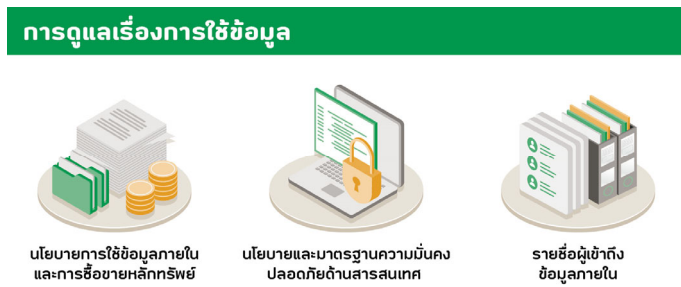 การดูแลเรื่องการใช้ข้อมูล
นโยบายการใช้ข้อมูลภายใน
และการซื้อขายหลักทรัพย์
นโยบายและมาตรฐานความมั่นคง
ปลอดภัยด้านสารสนเทศ
รายชื่อผู้เข้าถึง
ข้อมูลภายใน